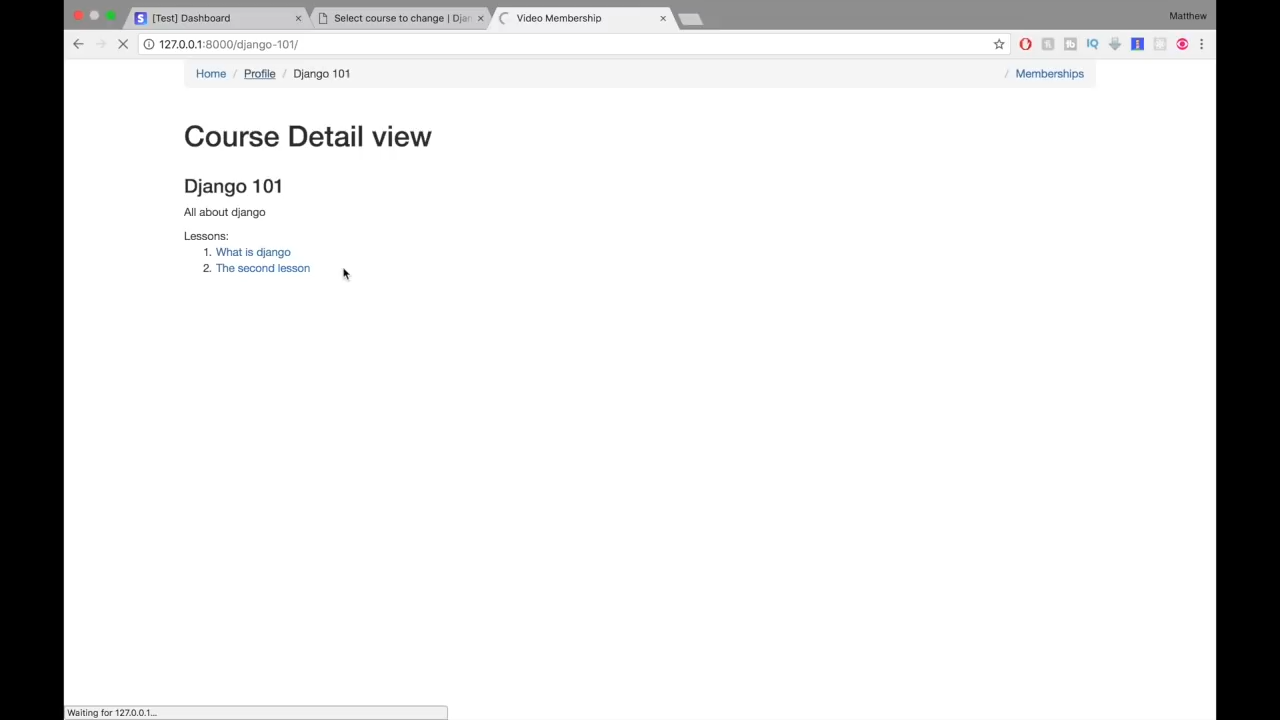 [Test] Dashboard
Select course to change | Djan
Video Membership
Matthew
127.0.0.1:8000/django-101/
Home / Profile / Django 101 / Memberships
Course Detail view
Django 101
All about django
Lessons:
1. What is django
2. The second lesson
Waiting for 127.0.0.1...